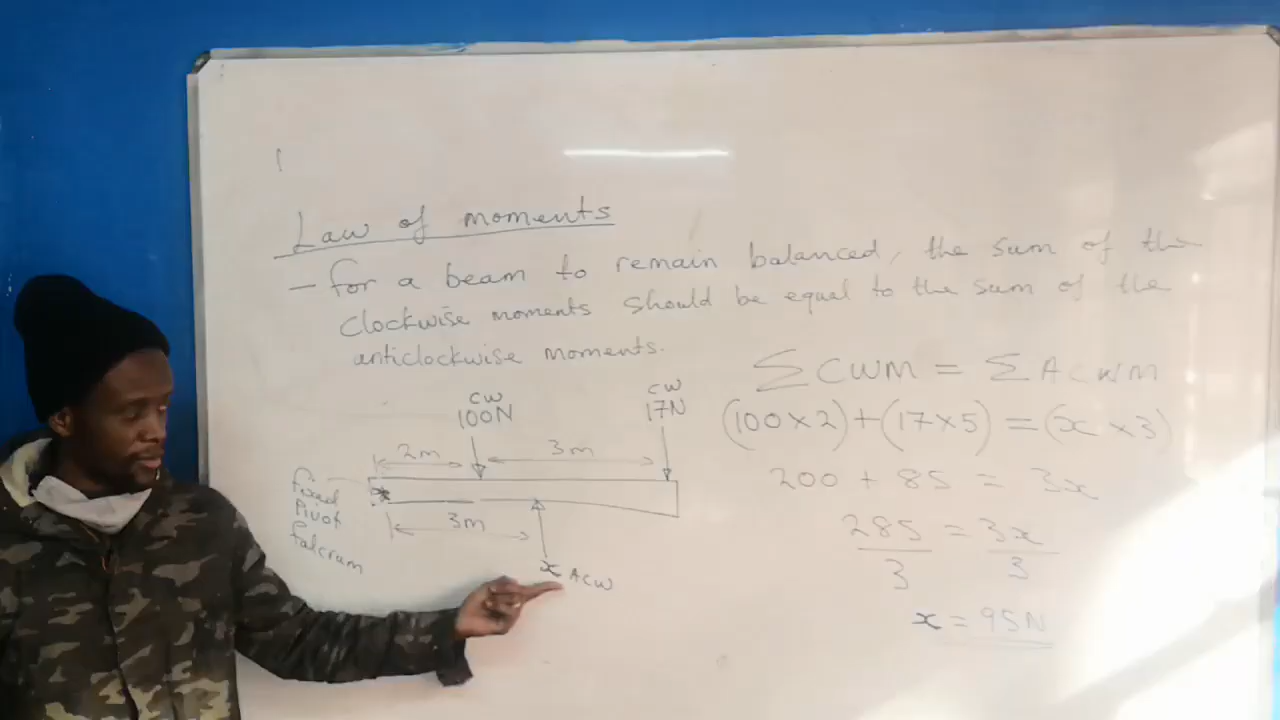 Law of moments
- For a beam to remain balanced, the sum of the
clockwise moments should be equal to the sum of the
anticlockwise moments.
∑ CWM = ∑ ACWM
(100 × 2) + (17 × 5) = (x × 3)
200 + 85 = 3x
285 = 3x
3 3
x = 95N
CW
100N
CW
17N
2m
3m
fixed
Pivot
falcrum
3m
x ACW